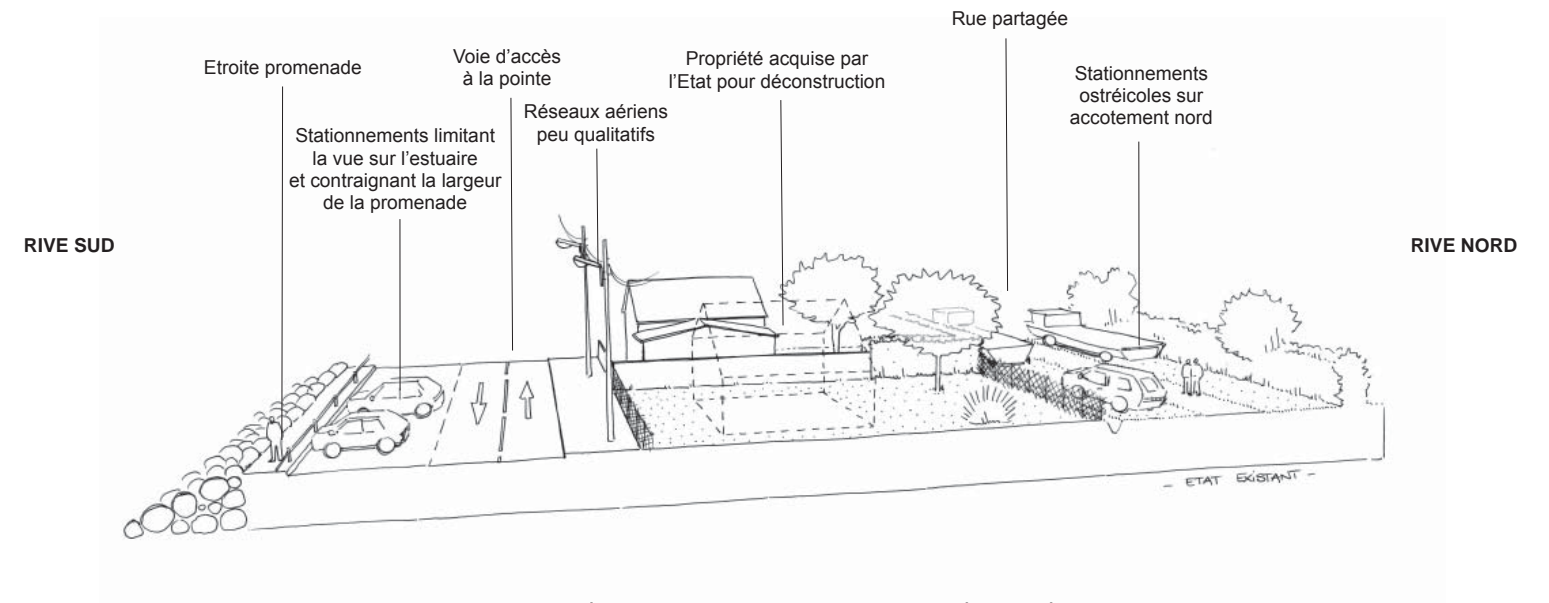 Rue partagée
Etroite promenade
Voie d’accès
à la pointe
Propriété acquise par
l’Etat pour déconstruction
Stationnements
ostréicoles sur
accotement nord
Réseaux aériens
peu qualitatifs
Stationnements limitant
la vue sur l’estuaire
et contraignant la largeur
de la promenade
RIVE SUD
RIVE NORD
- ETAT EXISTANT -